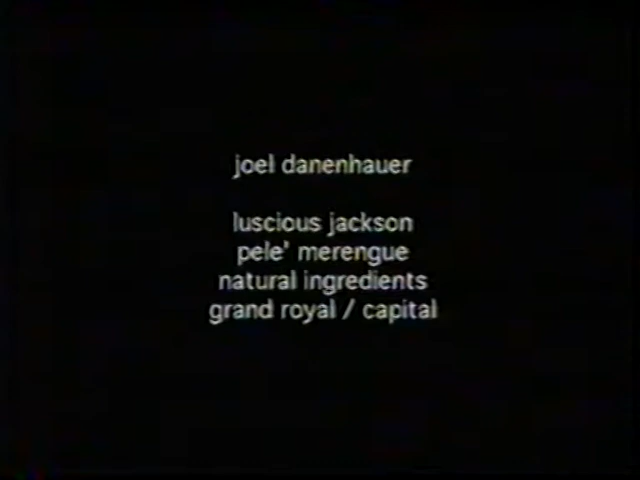 joel danenhauer
luscious jackson
pele' merengue
natural ingredients
grand royal / capital